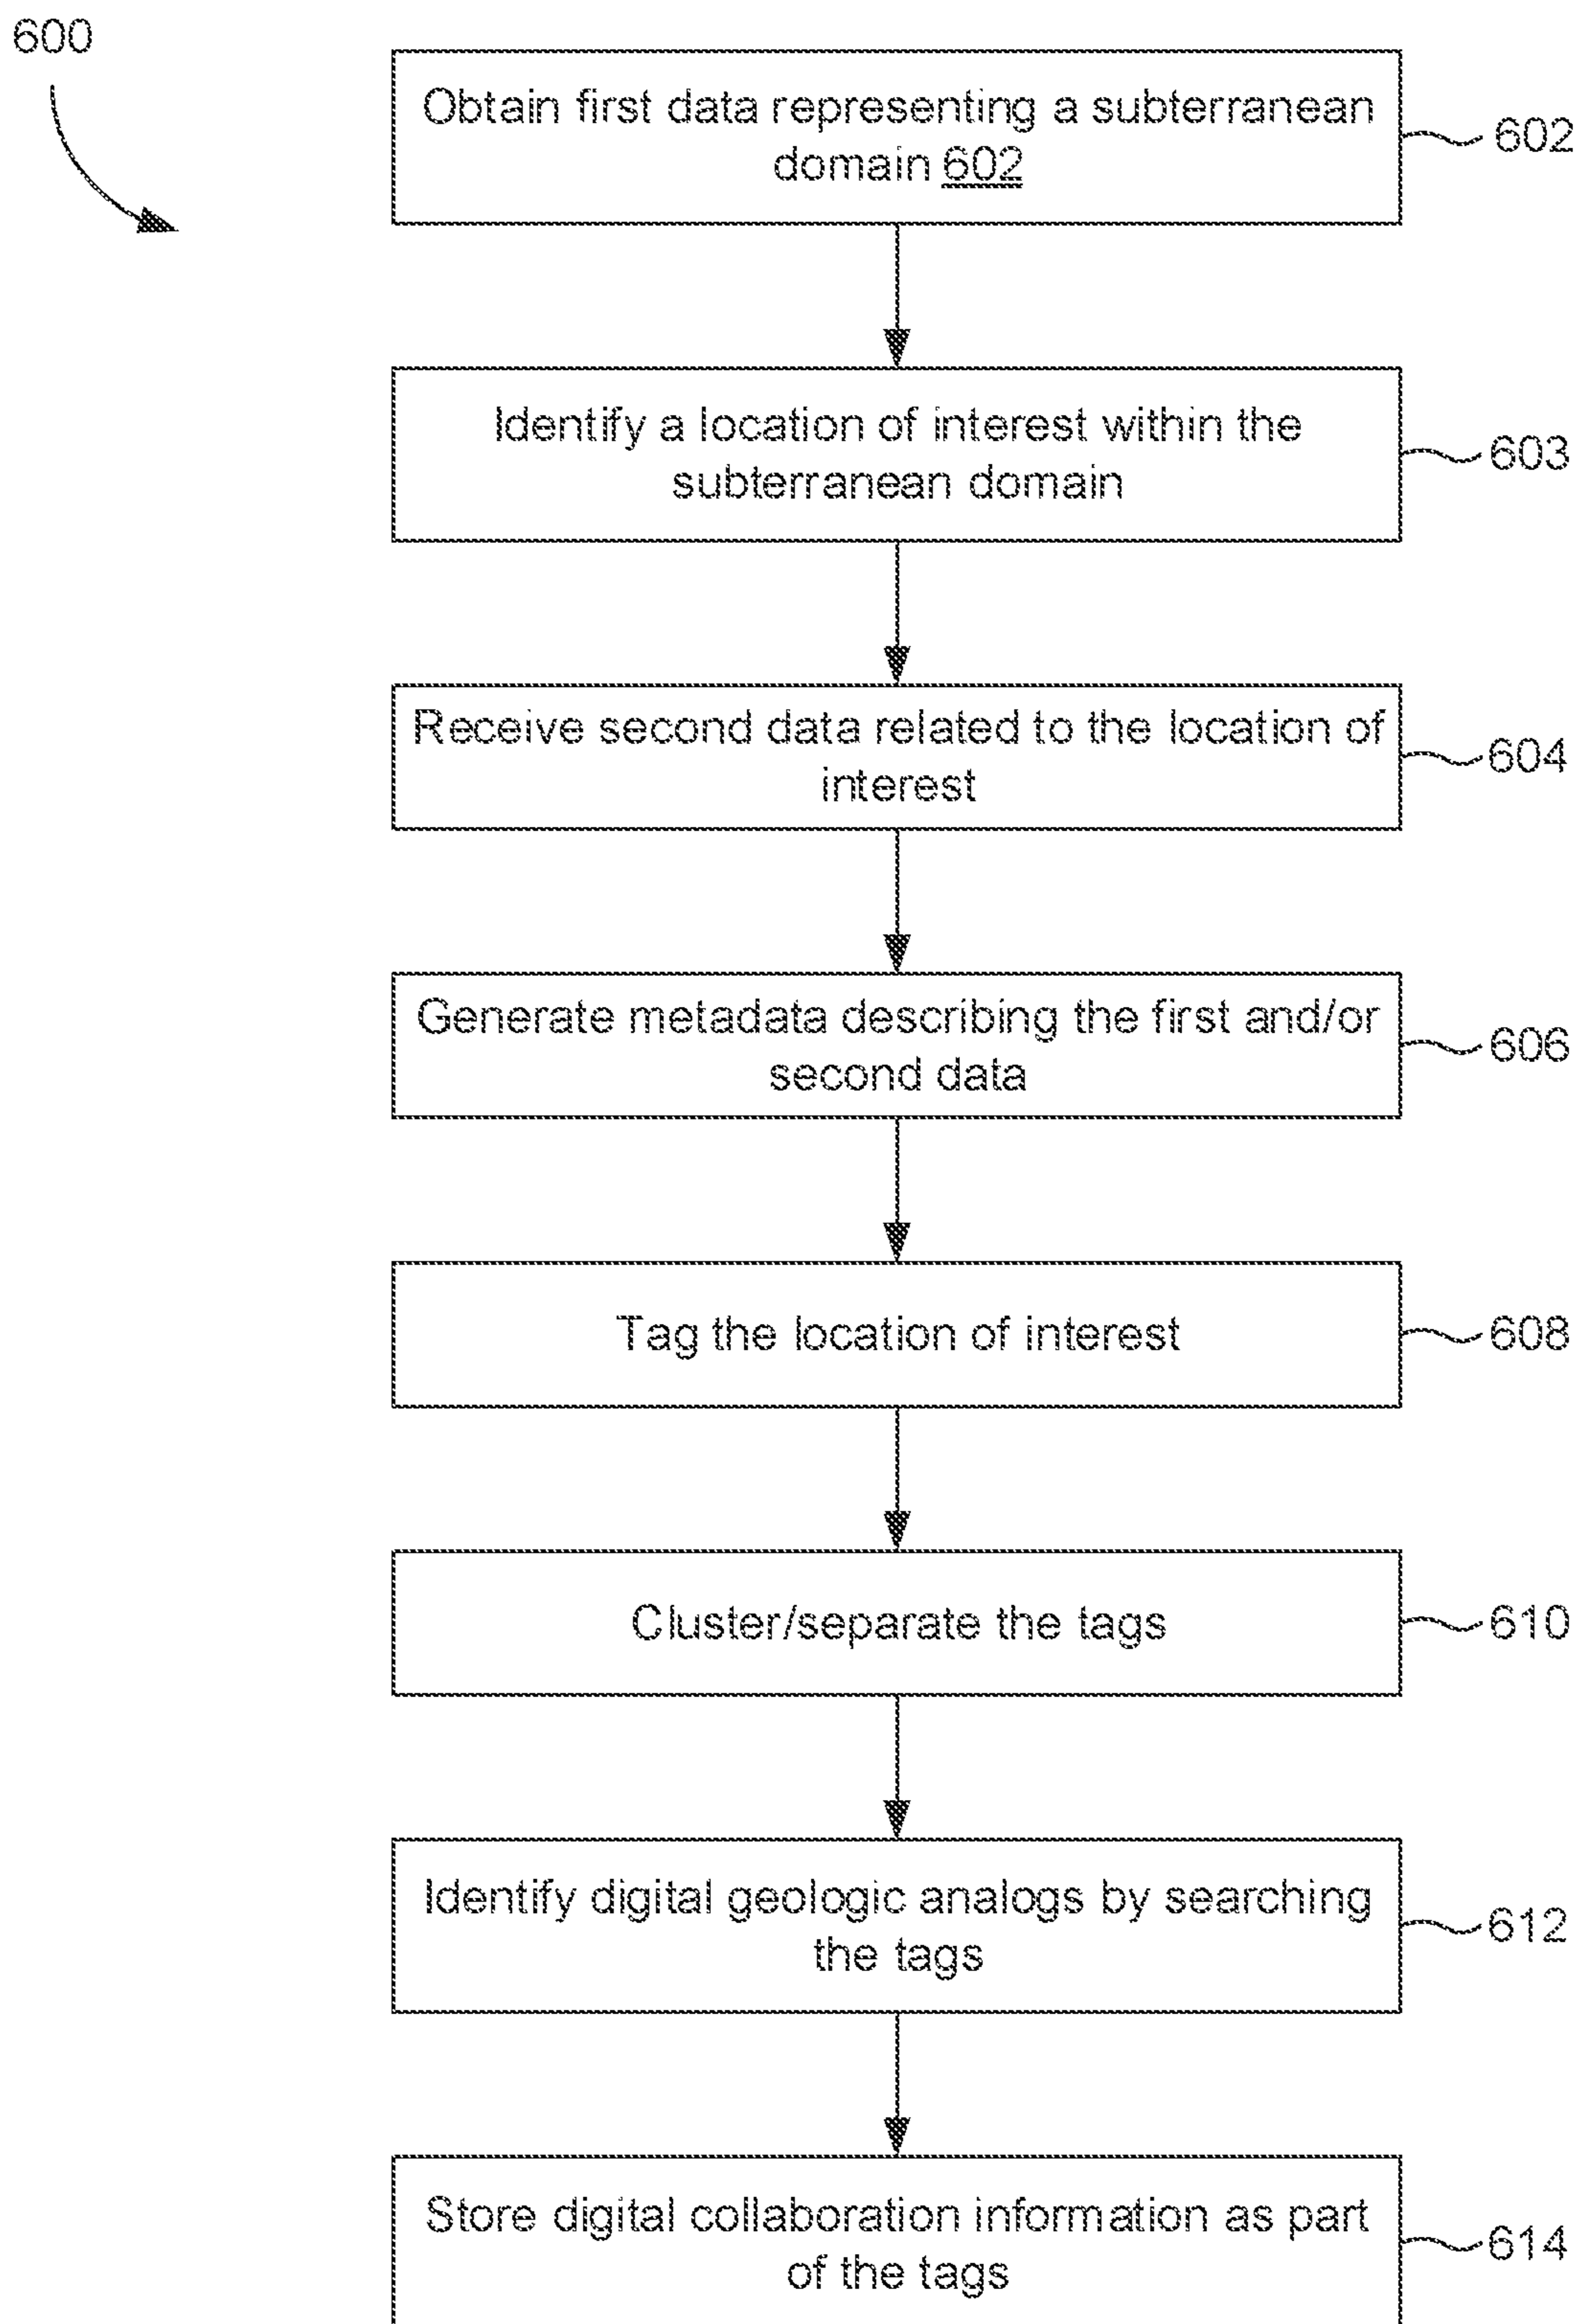 600
Obtain first data representing a subterranean
domain 602
602
Identify a location of interest within the
subterranean domain
603
Receive second data related to the location of
interest
604
Generate metadata describing the first and/or
second data
606
Tag the location of interest
608
Cluster/separate the tags
610
Identify digital geologic analogs by searching
the tags
612
Store digital collaboration information as part
of the tags
614